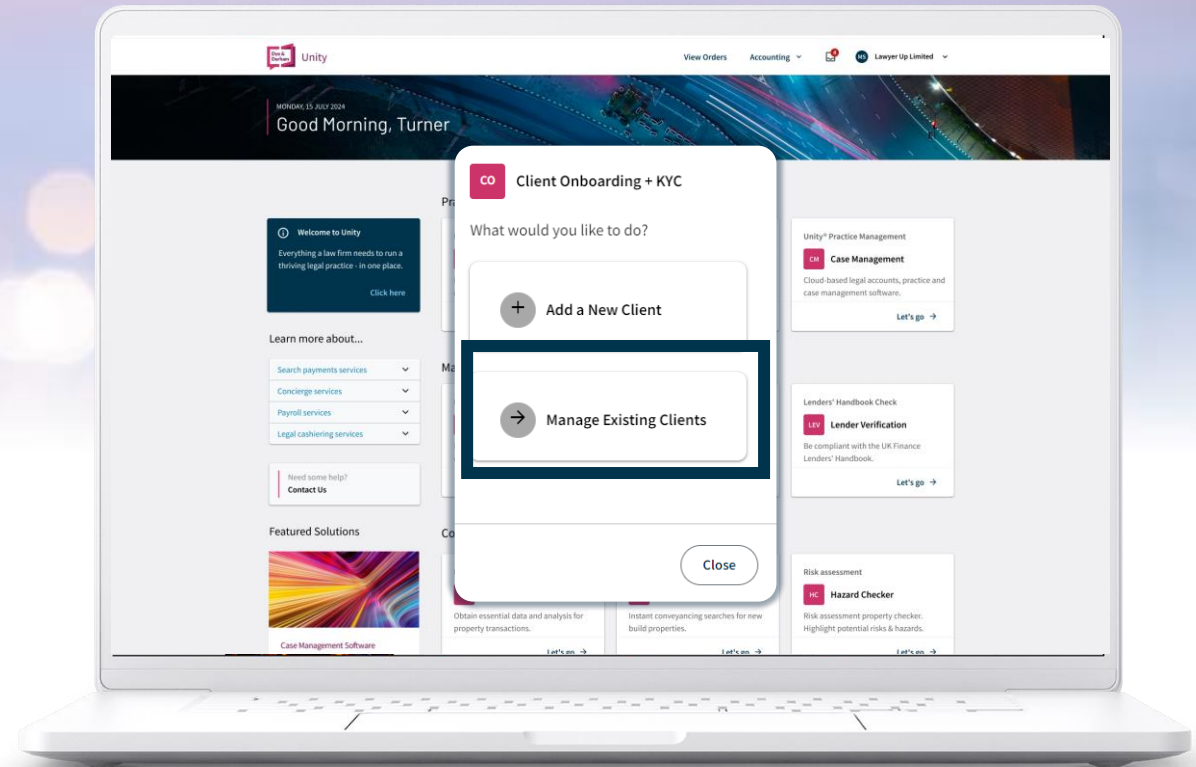 Dye & Durham
Unity
View Orders
Accounting
4
MS
Lawyer Up Limited
MONDAY, 15 JULY 2024
Good Morning, Turner
CO
Client Onboarding + KYC
What would you like to do?
Add a New Client
Manage Existing Clients
Close
Welcome to Unity
Everything a law firm needs to run a
thriving legal practice - in one place.
Click here
Learn more about...
Search payments services
Concierge services
Payroll services
Legal cashiering services
Need some help?
Contact Us
Featured Solutions
Case Management Software
Obtain essential data and analysis for
property transactions.
Let's go
Instant conveyancing searches for new
build properties.
Let's go
Unity® Practice Management
CM
Case Management
Cloud-based legal accounts, practice and
case management software.
Let's go
Lenders' Handbook Check
LEV
Lender Verification
Be compliant with the UK Finance
Lenders' Handbook.
Let's go
Risk assessment
HC
Hazard Checker
Risk assessment property checker.
Highlight potential risks & hazards.
Let's go